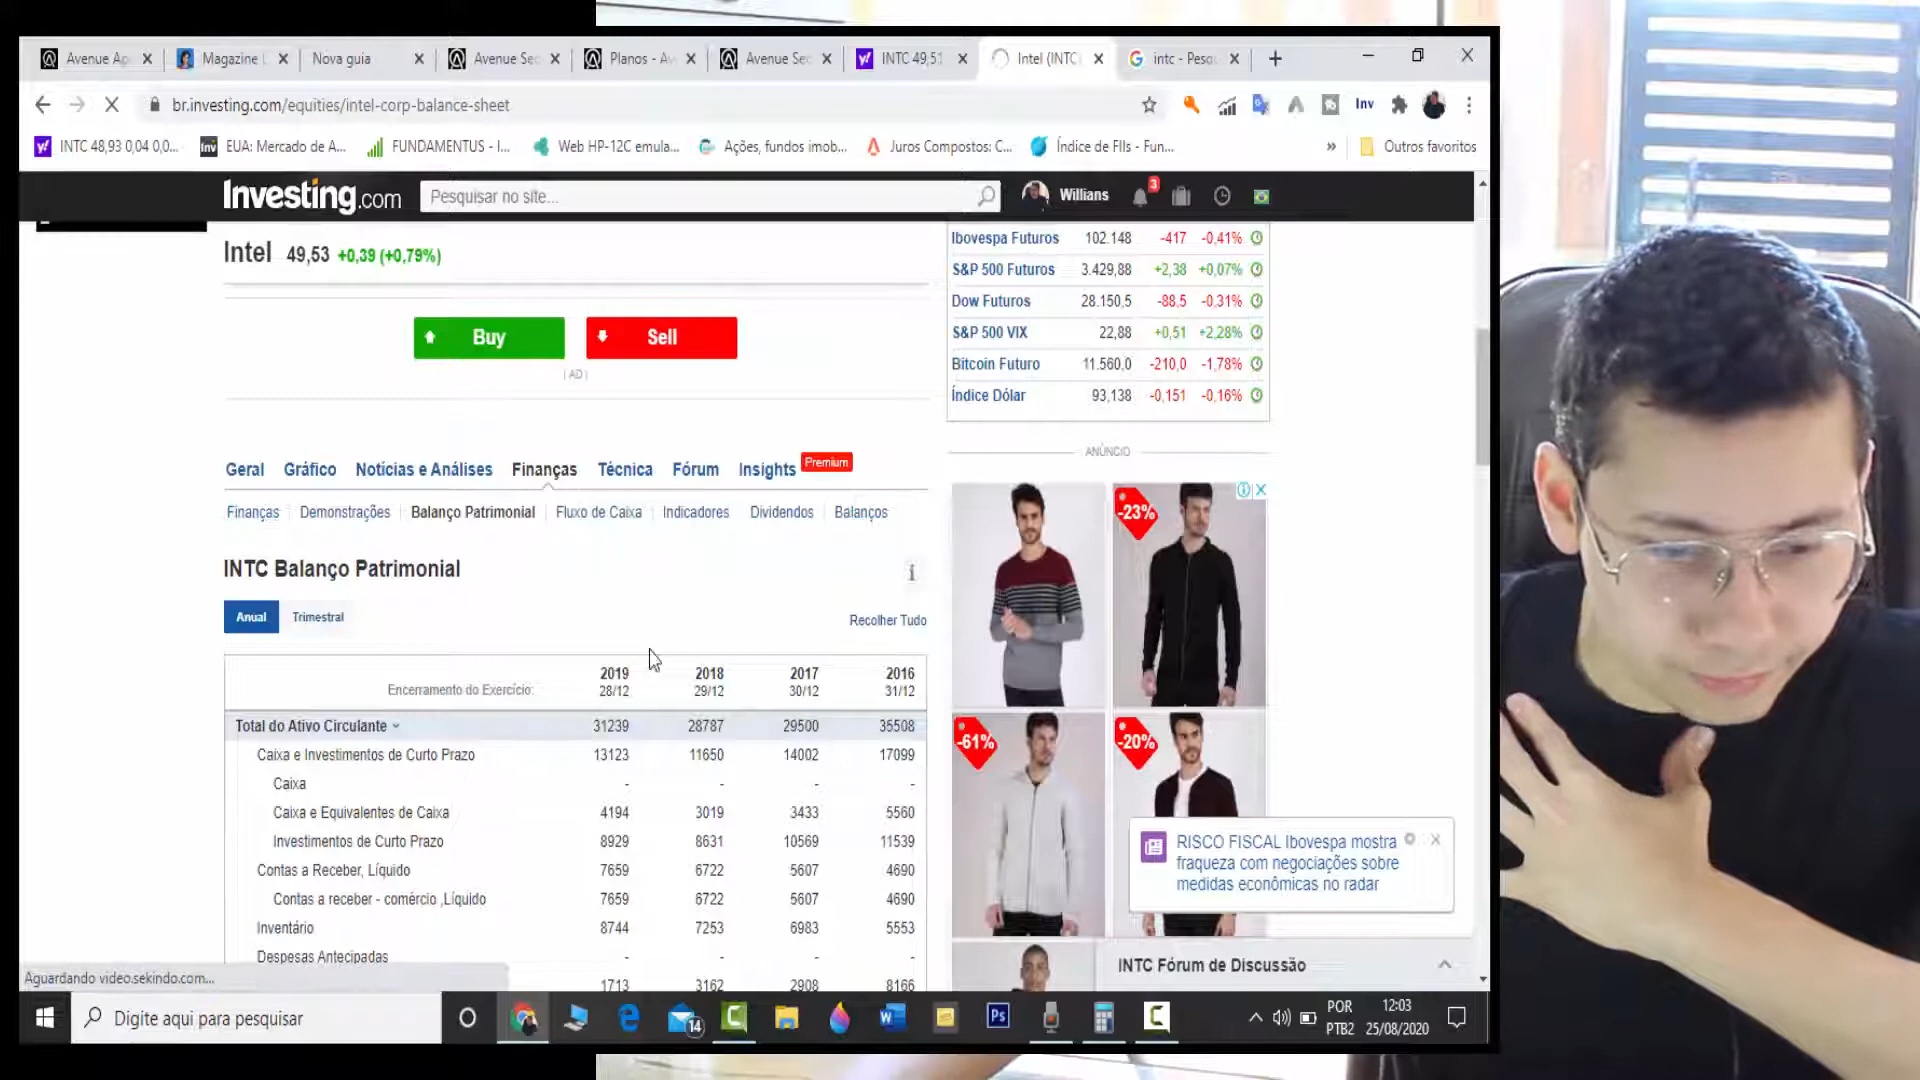 Avenue Ap
Magazine L
Nova guia
Avenue Sec
Planos - Av
Avenue Sec
INTC 49,51
Intel (INTC)
intc - Pesq
br.investing.com/equities/intel-corp-balance-sheet
Inv
INTC 48,93 0,04 0,0...
EUA: Mercado de A...
FUNDAMENTUS - I...
Web HP-12C emula...
Ações, fundos imob...
Juros Compostos: C...
Índice de FIIs - Fun...
»
Outros favoritos
Investing.com
Pesquisar no site...
Willians
3
Intel 49,53 +0,39 (+0,79%)
Buy
Sell
| AD |
Ibovespa Futuros 102.148 -417 -0,41%
S&P 500 Futuros 3.429,88 +2,38 +0,07%
Dow Futuros 28.150,5 -88,5 -0,31%
S&P 500 VIX 22,88 +0,51 +2,28%
Bitcoin Futuro 11.560,0 -210,0 -1,78%
Índice Dólar 93,138 -0,151 -0,16%
ANÚNCIO
Geral Gráfico Notícias e Análises Finanças Técnica Fórum Insights Premium
Finanças Demonstrações Balanço Patrimonial Fluxo de Caixa Indicadores Dividendos Balanços
INTC Balanço Patrimonial
Anual Trimestral
Recolher Tudo
2019 2018 2017 2016
Encerramento do Exercício: 28/12 29/12 30/12 31/12
Total do Ativo Circulante 31239 28787 29500 35508
Caixa e Investimentos de Curto Prazo 13123 11650 14002 17099
Caixa - - - -
Caixa e Equivalentes de Caixa 4194 3019 3433 5560
Investimentos de Curto Prazo 8929 8631 10569 11539
Contas a Receber, Líquido 7659 6722 5607 4690
Contas a receber - comércio ,Líquido 7659 6722 5607 4690
Inventário 8744 7253 6983 5553
Despesas Antecipadas - - - -
1713 3162 2908 8166
-23%
-61%
-20%
RISCO FISCAL Ibovespa mostra
fraqueza com negociações sobre
medidas econômicas no radar
INTC Fórum de Discussão
Aguardando video.sekindo.com...
Digite aqui para pesquisar
14
Ps
POR
PTB2
12:03
25/08/2020